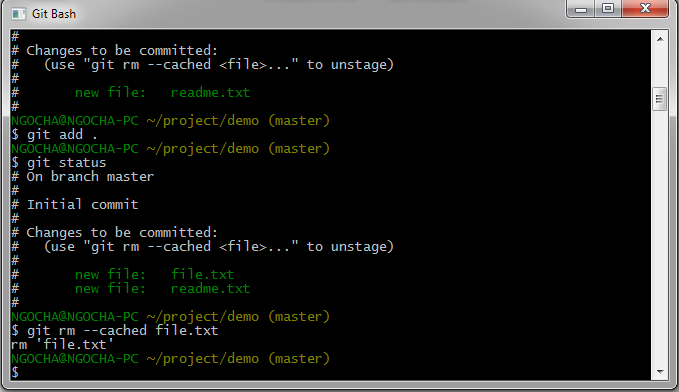 Git Bash
#
# Changes to be committed:
#   (use "git rm --cached <file>..." to unstage)
#
#       new file:   readme.txt
#
NGOCHA@NGOCHA-PC ~/project/demo (master)
$ git add .
NGOCHA@NGOCHA-PC ~/project/demo (master)
$ git status
# On branch master
#
# Initial commit
#
# Changes to be committed:
#   (use "git rm --cached <file>..." to unstage)
#
#       new file:   file.txt
#       new file:   readme.txt
#
NGOCHA@NGOCHA-PC ~/project/demo (master)
$ git rm --cached file.txt
rm 'file.txt'
NGOCHA@NGOCHA-PC ~/project/demo (master)
$